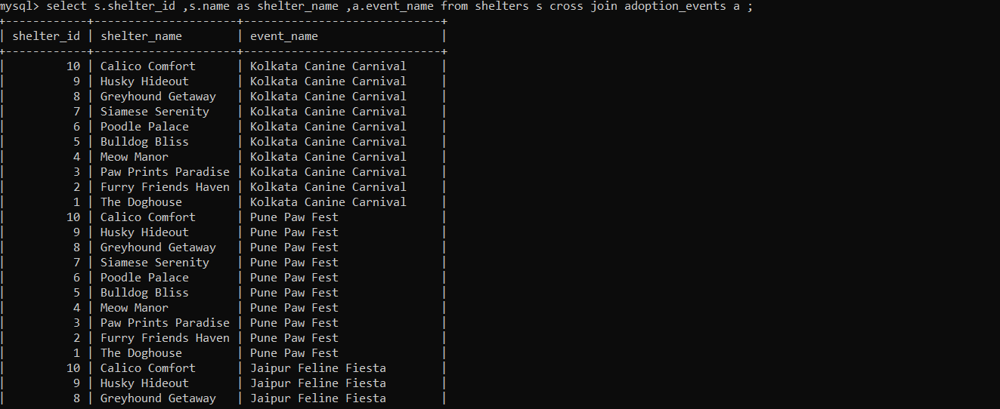 mysql> select s.shelter_id ,s.name as shelter_name ,a.event_name from shelters s cross join adoption_events a ;
+------------+---------------------+-----------------------------+
| shelter_id | shelter_name        | event_name                  |
+------------+---------------------+-----------------------------+
|         10 | Calico Comfort      | Kolkata Canine Carnival     |
|          9 | Husky Hideout       | Kolkata Canine Carnival     |
|          8 | Greyhound Getaway   | Kolkata Canine Carnival     |
|          7 | Siamese Serenity    | Kolkata Canine Carnival     |
|          6 | Poodle Palace       | Kolkata Canine Carnival     |
|          5 | Bulldog Bliss       | Kolkata Canine Carnival     |
|          4 | Meow Manor          | Kolkata Canine Carnival     |
|          3 | Paw Prints Paradise | Kolkata Canine Carnival     |
|          2 | Furry Friends Haven | Kolkata Canine Carnival     |
|          1 | The Doghouse        | Kolkata Canine Carnival     |
|         10 | Calico Comfort      | Pune Paw Fest               |
|          9 | Husky Hideout       | Pune Paw Fest               |
|          8 | Greyhound Getaway   | Pune Paw Fest               |
|          7 | Siamese Serenity    | Pune Paw Fest               |
|          6 | Poodle Palace       | Pune Paw Fest               |
|          5 | Bulldog Bliss       | Pune Paw Fest               |
|          4 | Meow Manor          | Pune Paw Fest               |
|          3 | Paw Prints Paradise | Pune Paw Fest               |
|          2 | Furry Friends Haven | Pune Paw Fest               |
|          1 | The Doghouse        | Pune Paw Fest               |
|         10 | Calico Comfort      | Jaipur Feline Fiesta        |
|          9 | Husky Hideout       | Jaipur Feline Fiesta        |
|          8 | Greyhound Getaway   | Jaipur Feline Fiesta        |